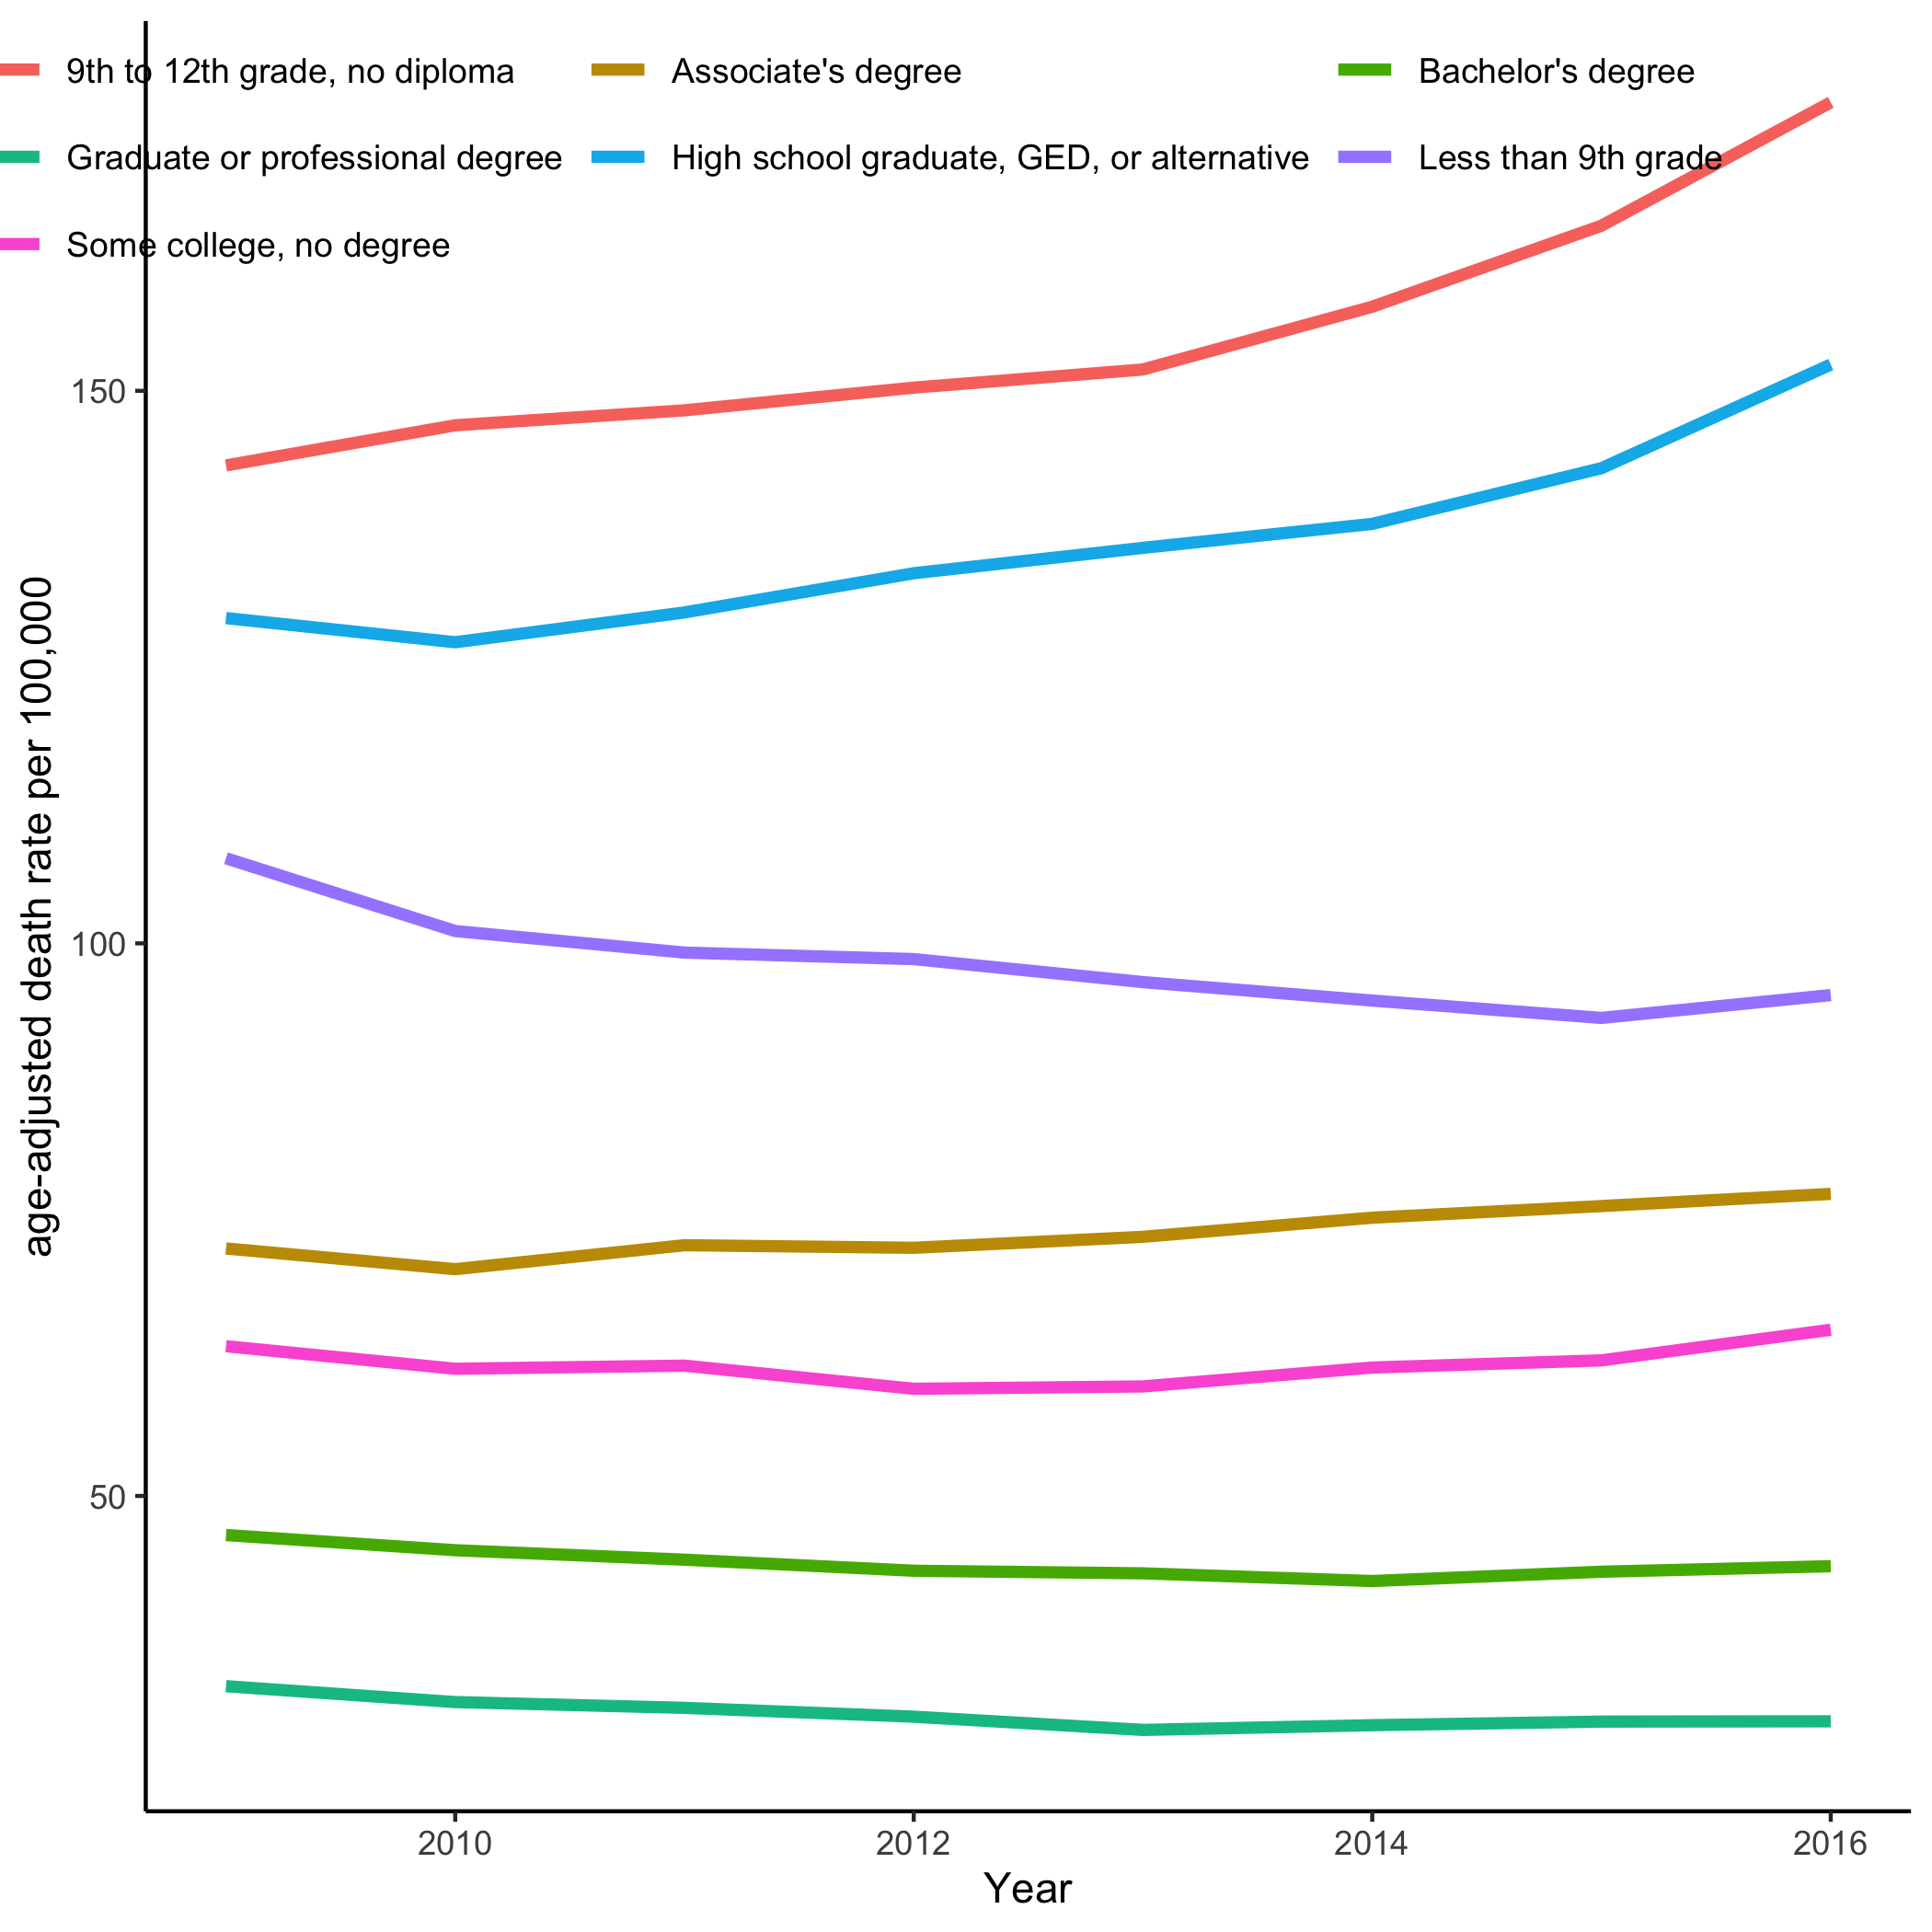 9th to 12th grade, no diploma
Associate's degree
Bachelor's degree
Graduate or professional degree
High school graduate, GED, or alternative
Less than 9th grade
Some college, no degree
age-adjusted death rate per 100,000
150
100
50
2010
2012
2014
2016
Year